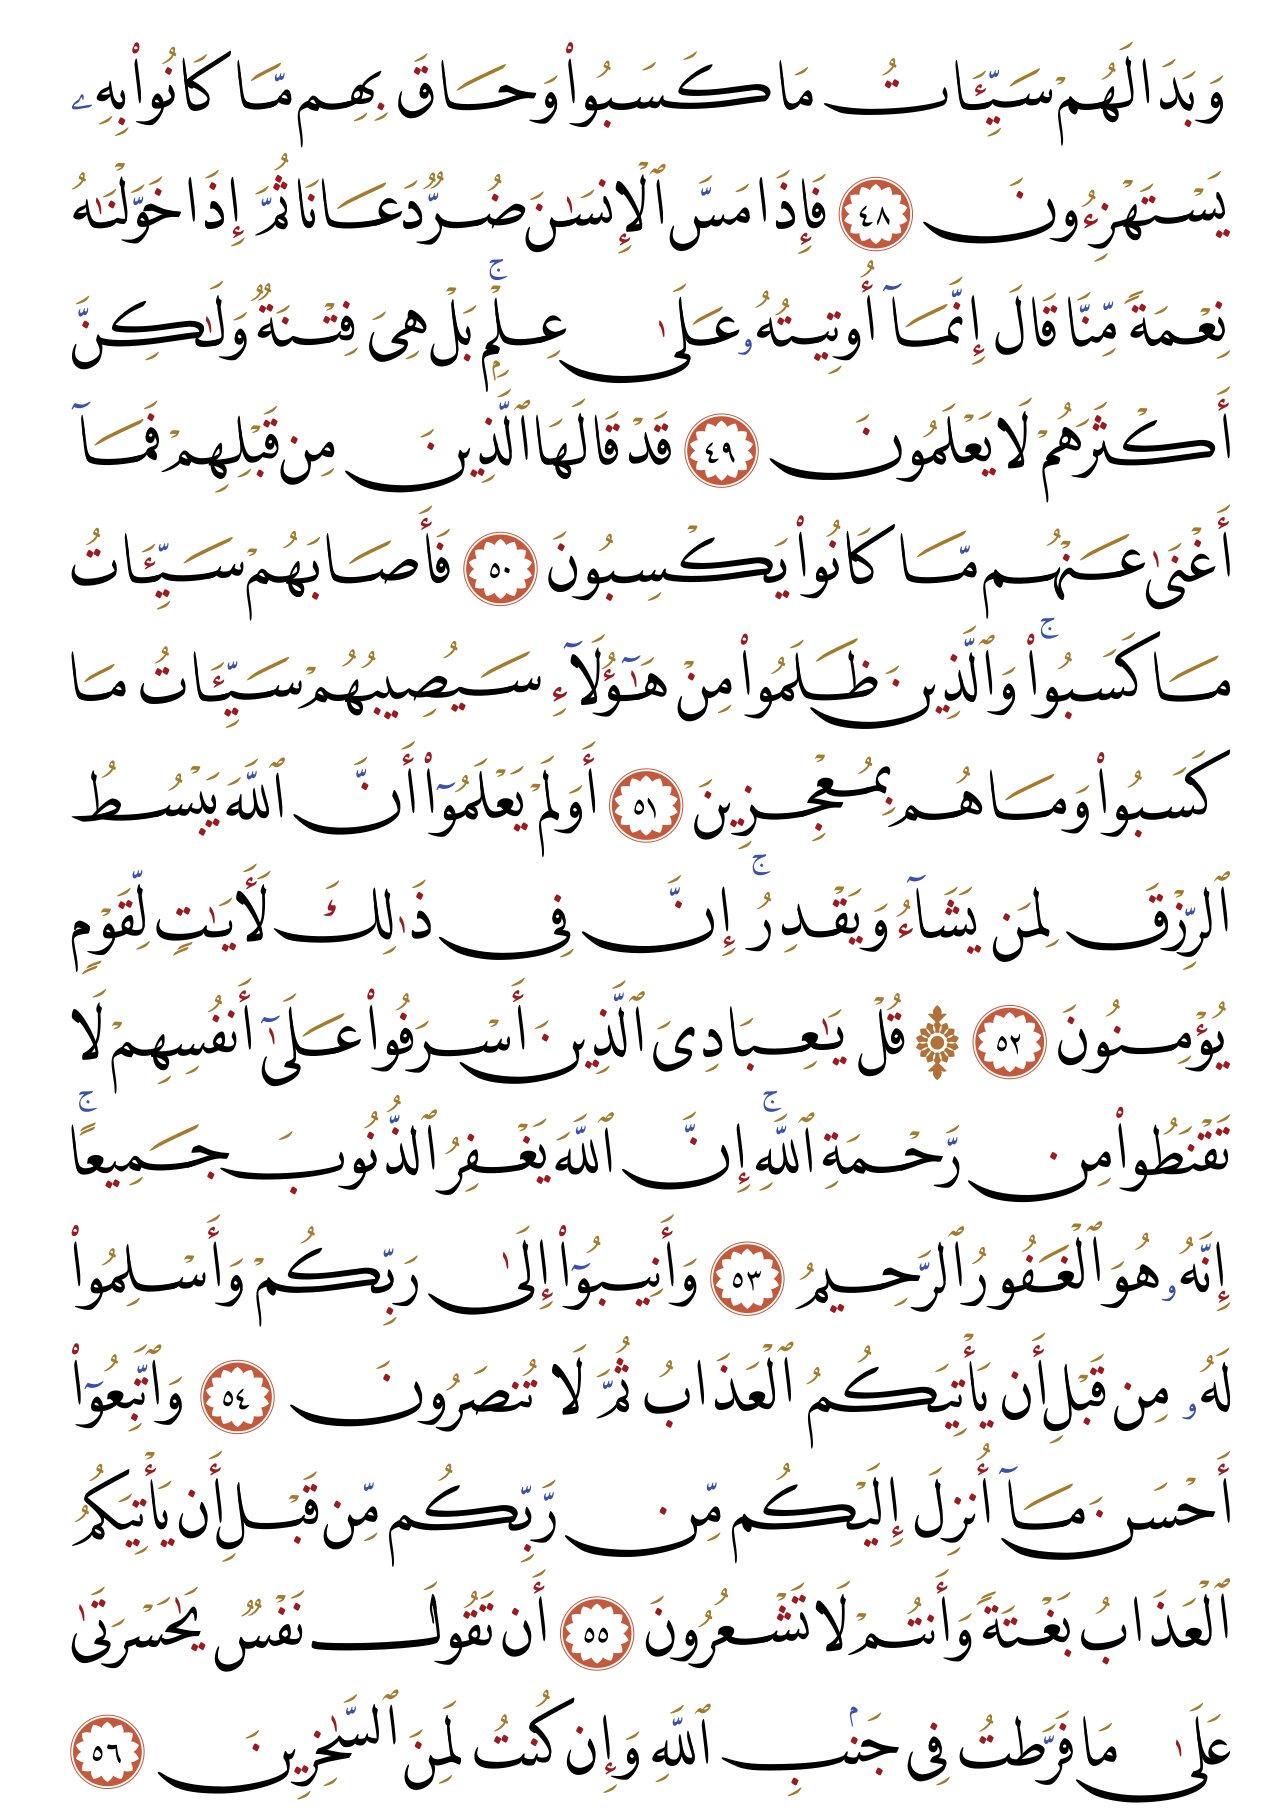 وَبَدَا لَهُمْ سَيِّـَٔاتُ مَا كَسَبُوا۟ وَحَاقَ بِهِم مَّا كَانُوا۟ بِهِۦ
يَسْتَهْزِءُونَ ٤٨ فَإِذَا مَسَّ ٱلْإِنسَـٰنَ ضُرٌّ دَعَانَا ثُمَّ إِذَا خَوَّلْنَـٰهُ
نِعْمَةً مِّنَّا قَالَ إِنَّمَآ أُوتِيتُهُۥ عَلَىٰ عِلْمٍۭ ۚ بَلْ هِىَ فِتْنَةٌ وَلَـٰكِنَّ
أَكْثَرَهُمْ لَا يَعْلَمُونَ ٤٩ قَدْ قَالَهَا ٱلَّذِينَ مِن قَبْلِهِمْ فَمَآ
أَغْنَىٰ عَنْهُم مَّا كَانُوا۟ يَكْسِبُونَ ٥٠ فَأَصَابَهُمْ سَيِّـَٔاتُ
مَا كَسَبُوا۟ ۚ وَٱلَّذِينَ ظَلَمُوا۟ مِنْ هَـٰٓؤُلَآءِ سَيُصِيبُهُمْ سَيِّـَٔاتُ مَا
كَسَبُوا۟ وَمَا هُم بِمُعْجِزِينَ ٥١ أَوَلَمْ يَعْلَمُوٓا۟ أَنَّ ٱللَّهَ يَبْسُطُ
ٱلرِّزْقَ لِمَن يَشَآءُ وَيَقْدِرُ ۚ إِنَّ فِى ذَٰلِكَ لَـَٔايَـٰتٍ لِّقَوْمٍ
يُؤْمِنُونَ ٥٢ ۞ قُلْ يَـٰعِبَادِىَ ٱلَّذِينَ أَسْرَفُوا۟ عَلَىٰٓ أَنفُسِهِمْ لَا
تَقْنَطُوا۟ مِن رَّحْمَةِ ٱللَّهِ ۚ إِنَّ ٱللَّهَ يَغْفِرُ ٱلذُّنُوبَ جَمِيعًا ۚ
إِنَّهُۥ هُوَ ٱلْغَفُورُ ٱلرَّحِيمُ ٥٣ وَأَنِيبُوٓا۟ إِلَىٰ رَبِّكُمْ وَأَسْلِمُوا۟
لَهُۥ مِن قَبْلِ أَن يَأْتِيَكُمُ ٱلْعَذَابُ ثُمَّ لَا تُنصَرُونَ ٥٤ وَٱتَّبِعُوٓا۟
أَحْسَنَ مَآ أُنزِلَ إِلَيْكُم مِّن رَّبِّكُم مِّن قَبْلِ أَن يَأْتِيَكُمُ
ٱلْعَذَابُ بَغْتَةً وَأَنتُمْ لَا تَشْعُرُونَ ٥٥ أَن تَقُولَ نَفْسٌ يَـٰحَسْرَتَىٰ
عَلَىٰ مَا فَرَّطتُ فِى جَنۢبِ ٱللَّهِ وَإِن كُنتُ لَمِنَ ٱلسَّـٰخِرِينَ ٥٦